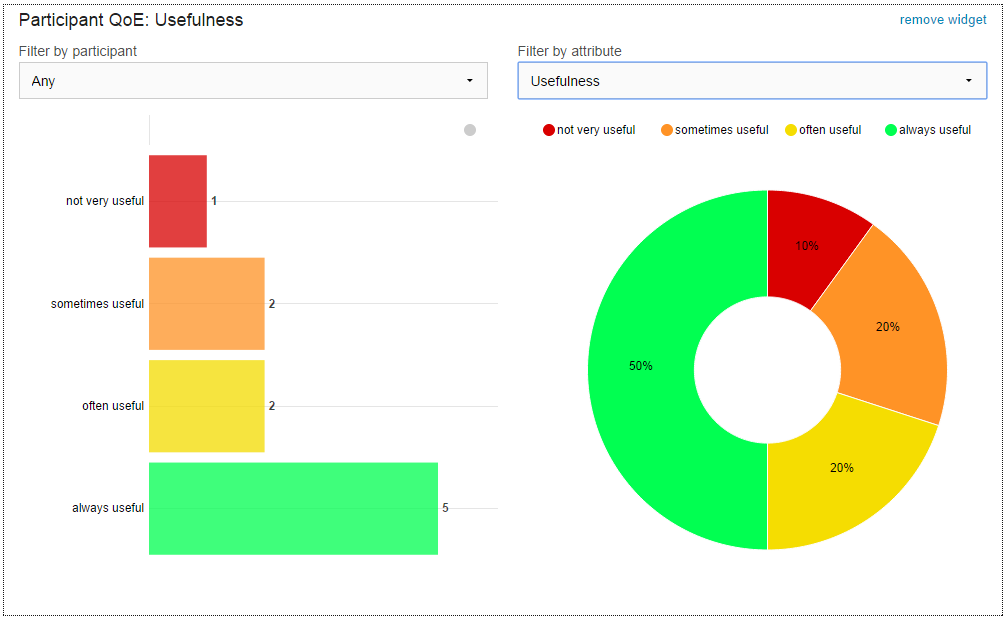 Participant QoE: Usefulness
remove widget
Filter by participant
Filter by attribute
Any
Usefulness
not very useful
sometimes useful
often useful
always useful
not very useful
1
sometimes useful
2
often useful
2
always useful
5
10%
20%
20%
50%